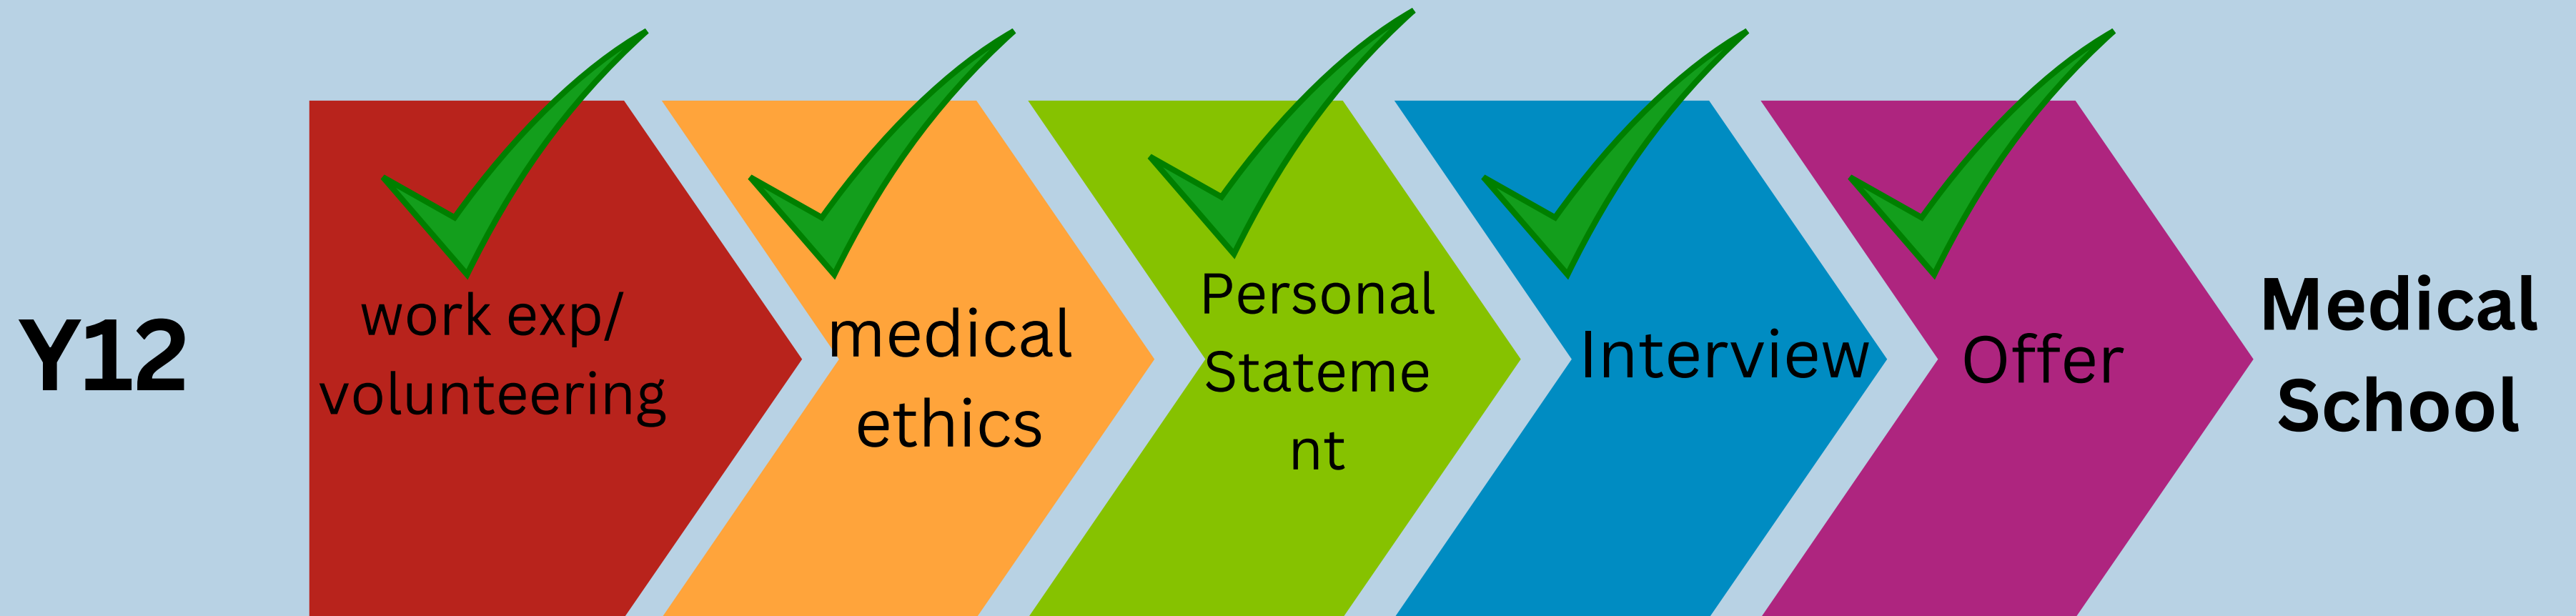 Y12
work exp/
volunteering
medical
ethics
Personal
Stateme
nt
Interview
Offer
Medical
School